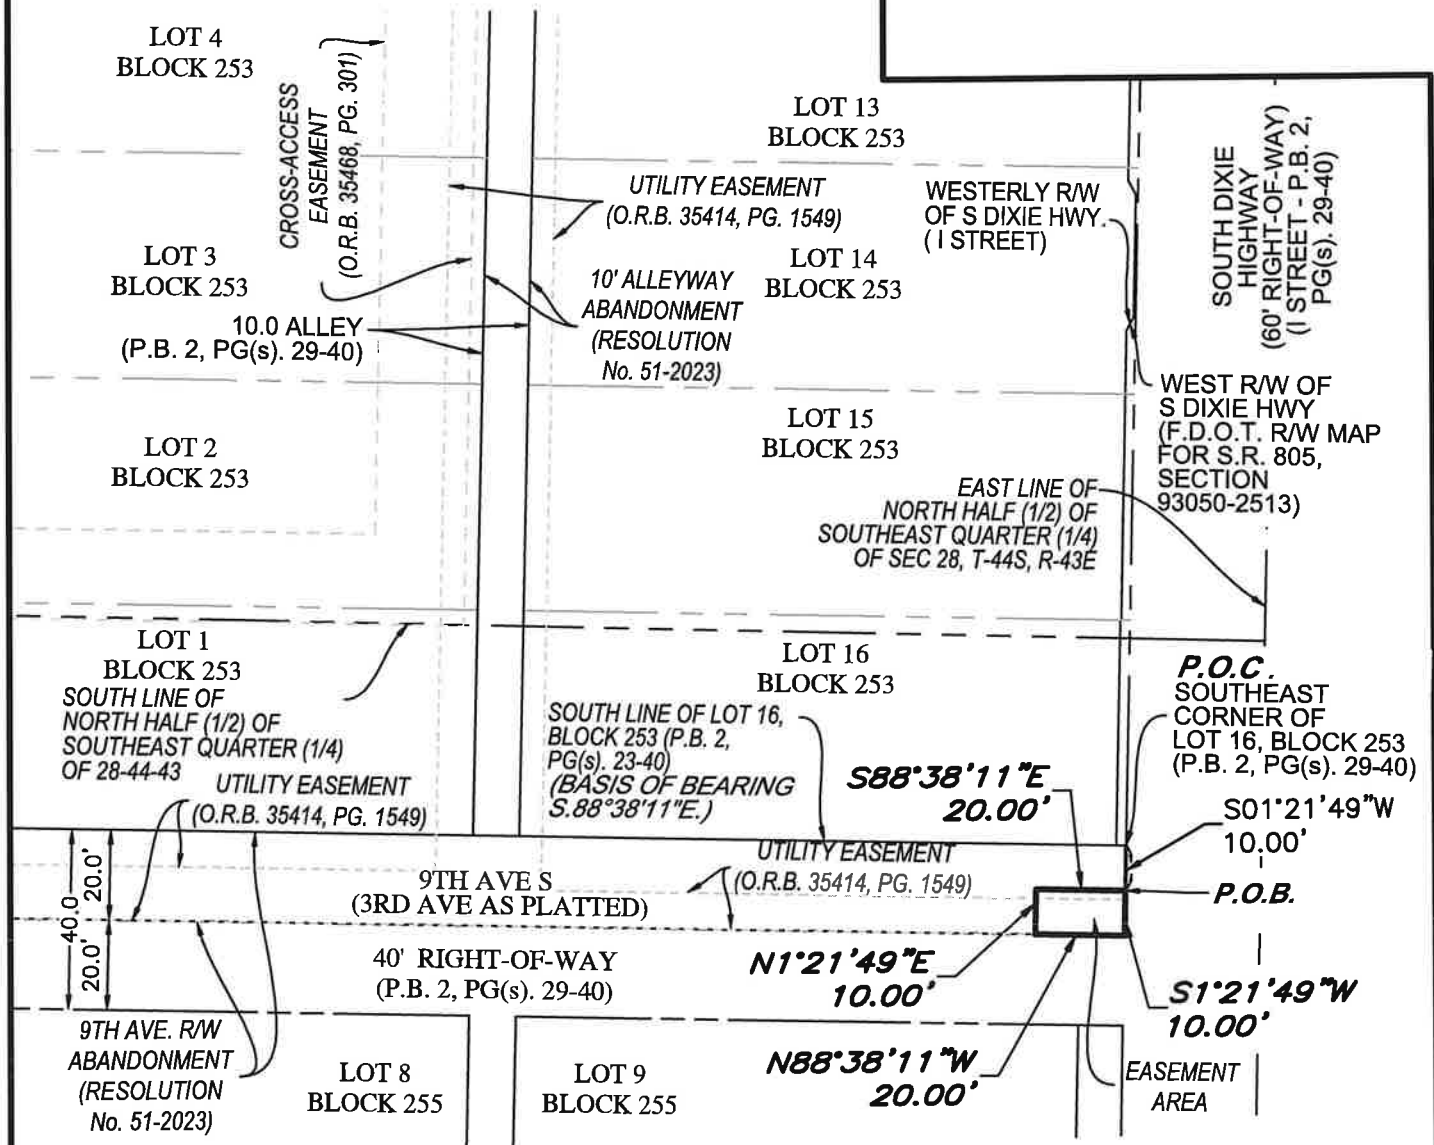 LOT 4
BLOCK 253
CROSS-ACCESS
EASEMENT
(O.R.B. 35468, PG. 301)
LOT 13
BLOCK 253
SOUTH DIXIE
HIGHWAY
(60' RIGHT-OF-WAY)
(I STREET - P.B. 2,
PG(s). 29-40)
UTILITY EASEMENT
(O.R.B. 35414, PG. 1549)
WESTERLY R/W
OF S DIXIE HWY.
( I STREET)
LOT 3
BLOCK 253
LOT 14
BLOCK 253
10' ALLEYWAY
ABANDONMENT
(RESOLUTION
No. 51-2023)
10.0 ALLEY
(P.B. 2, PG(s). 29-40)
WEST R/W OF
S DIXIE HWY
(F.D.O.T. R/W MAP
FOR S.R. 805,
SECTION
93050-2513)
LOT 2
BLOCK 253
LOT 15
BLOCK 253
EAST LINE OF
NORTH HALF (1/2) OF
SOUTHEAST QUARTER (1/4)
OF SEC 28, T-44S, R-43E
LOT 1
BLOCK 253
LOT 16
BLOCK 253
P.O.C.
SOUTHEAST
CORNER OF
LOT 16, BLOCK 253
(P.B. 2, PG(s). 29-40)
SOUTH LINE OF
NORTH HALF (1/2) OF
SOUTHEAST QUARTER (1/4)
OF 28-44-43
SOUTH LINE OF LOT 16,
BLOCK 253 (P.B. 2,
PG(s). 23-40)
(BASIS OF BEARING
S.88°38'11"E.)
S88°38'11"E
20.00'
UTILITY EASEMENT
(O.R.B. 35414, PG. 1549)
S01°21'49"W
10.00'
UTILITY EASEMENT
(O.R.B. 35414, PG. 1549)
P.O.B.
40.0
20.0'
20.0'
9TH AVE S
(3RD AVE AS PLATTED)
40' RIGHT-OF-WAY
(P.B. 2, PG(s). 29-40)
N1°21'49"E
10.00'
S1°21'49"W
10.00'
9TH AVE. R/W
ABANDONMENT
(RESOLUTION
No. 51-2023)
LOT 8
BLOCK 255
LOT 9
BLOCK 255
N88°38'11"W
20.00'
EASEMENT
AREA